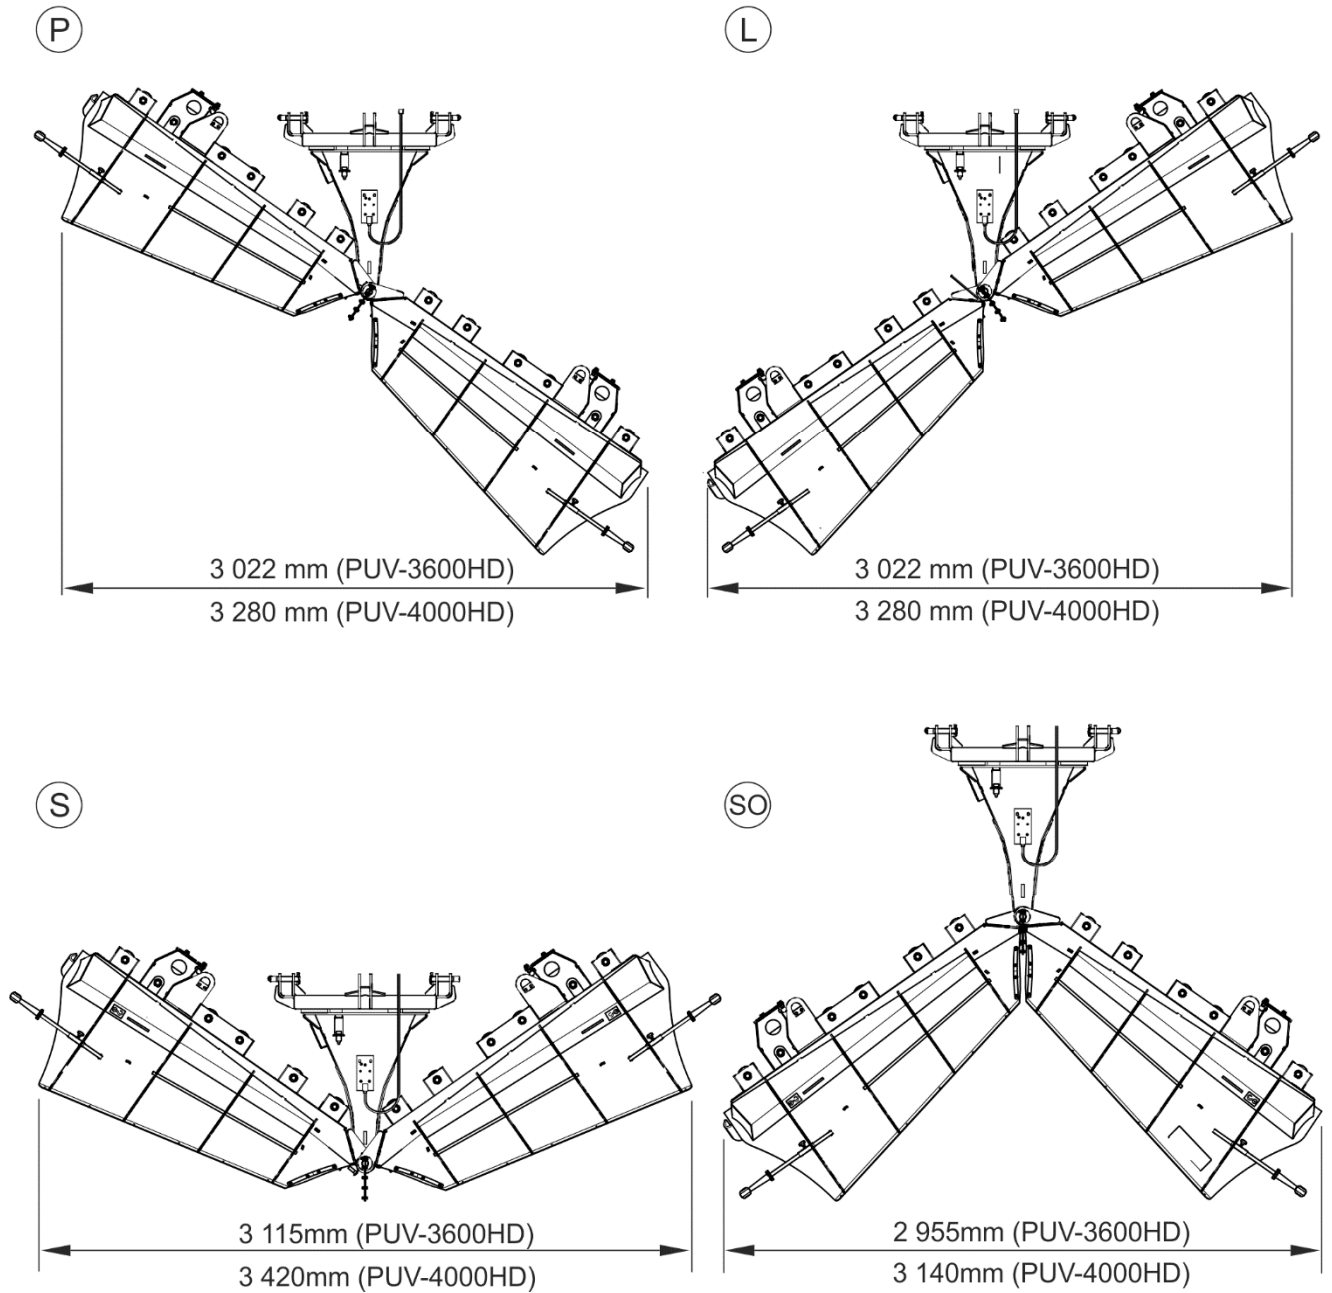 P
L
3 022 mm (PUV-3600HD)
3 280 mm (PUV-4000HD)
3 022 mm (PUV-3600HD)
3 280 mm (PUV-4000HD)
S
SO
3 115mm (PUV-3600HD)
3 420mm (PUV-4000HD)
2 955mm (PUV-3600HD)
3 140mm (PUV-4000HD)